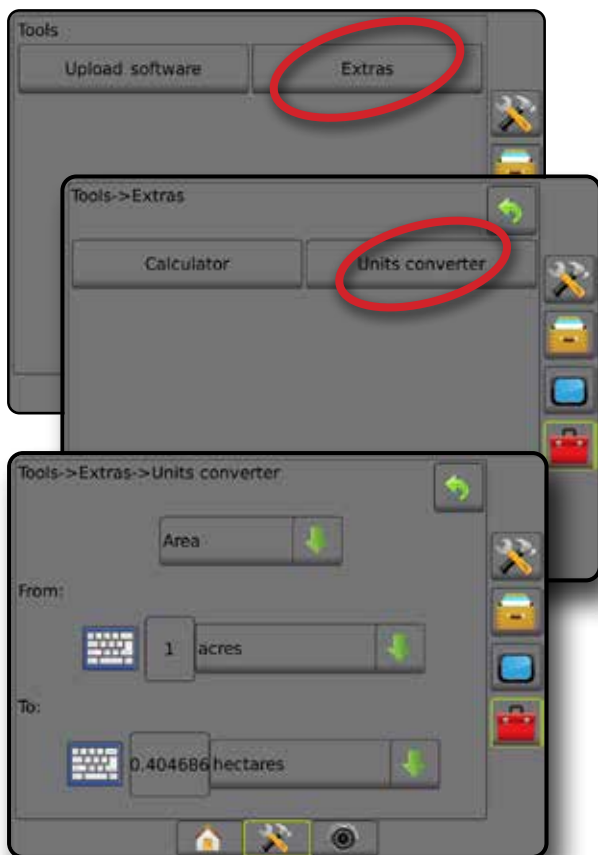 Tools
Upload software Extras
Tools->Extras
Calculator Units converter
Tools->Extras->Units converter
Area
From:
1 acres
To:
0.404686 hectares